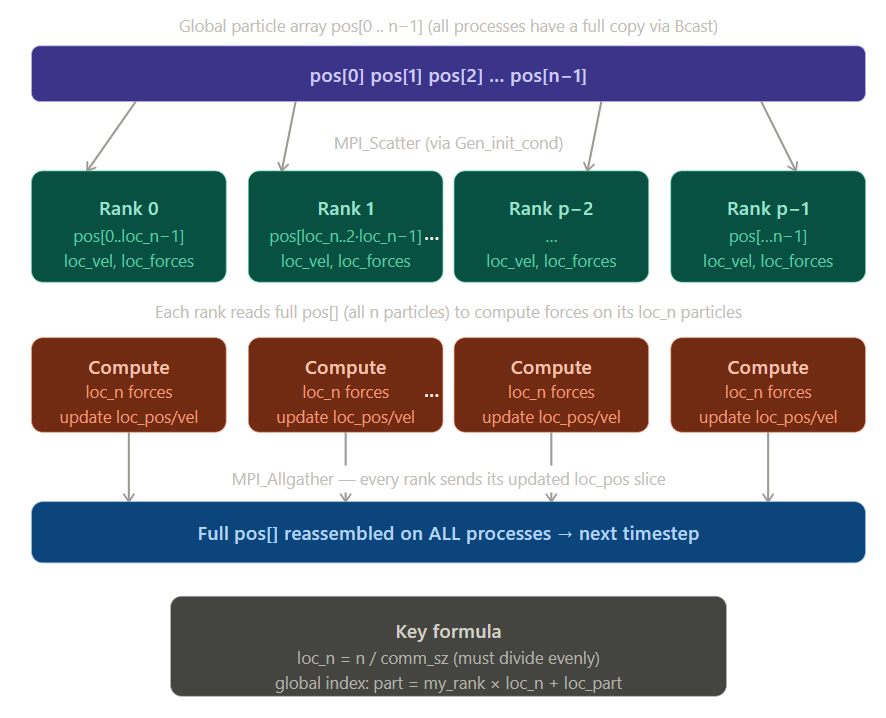 Global particle array pos[0 .. n−1] (all processes have a full copy via Bcast)
pos[0] pos[1] pos[2] ... pos[n−1]
MPI_Scatter (via Gen_init_cond)
Rank 0
pos[0..loc_n−1]
loc_vel, loc_forces
Rank 1
pos[loc_n..2·loc_n−1]
loc_vel, loc_forces
...
Rank p−2
...
loc_vel, loc_forces
Rank p−1
pos[...n−1]
loc_vel, loc_forces
Each rank reads full pos[] (all n particles) to compute forces on its loc_n particles
Compute
loc_n forces
update loc_pos/vel
Compute
loc_n forces
update loc_pos/vel
...
Compute
loc_n forces
update loc_pos/vel
Compute
loc_n forces
update loc_pos/vel
MPI_Allgather — every rank sends its updated loc_pos slice
Full pos[] reassembled on ALL processes → next timestep
Key formula
loc_n = n / comm_sz (must divide evenly)
global index: part = my_rank × loc_n + loc_part